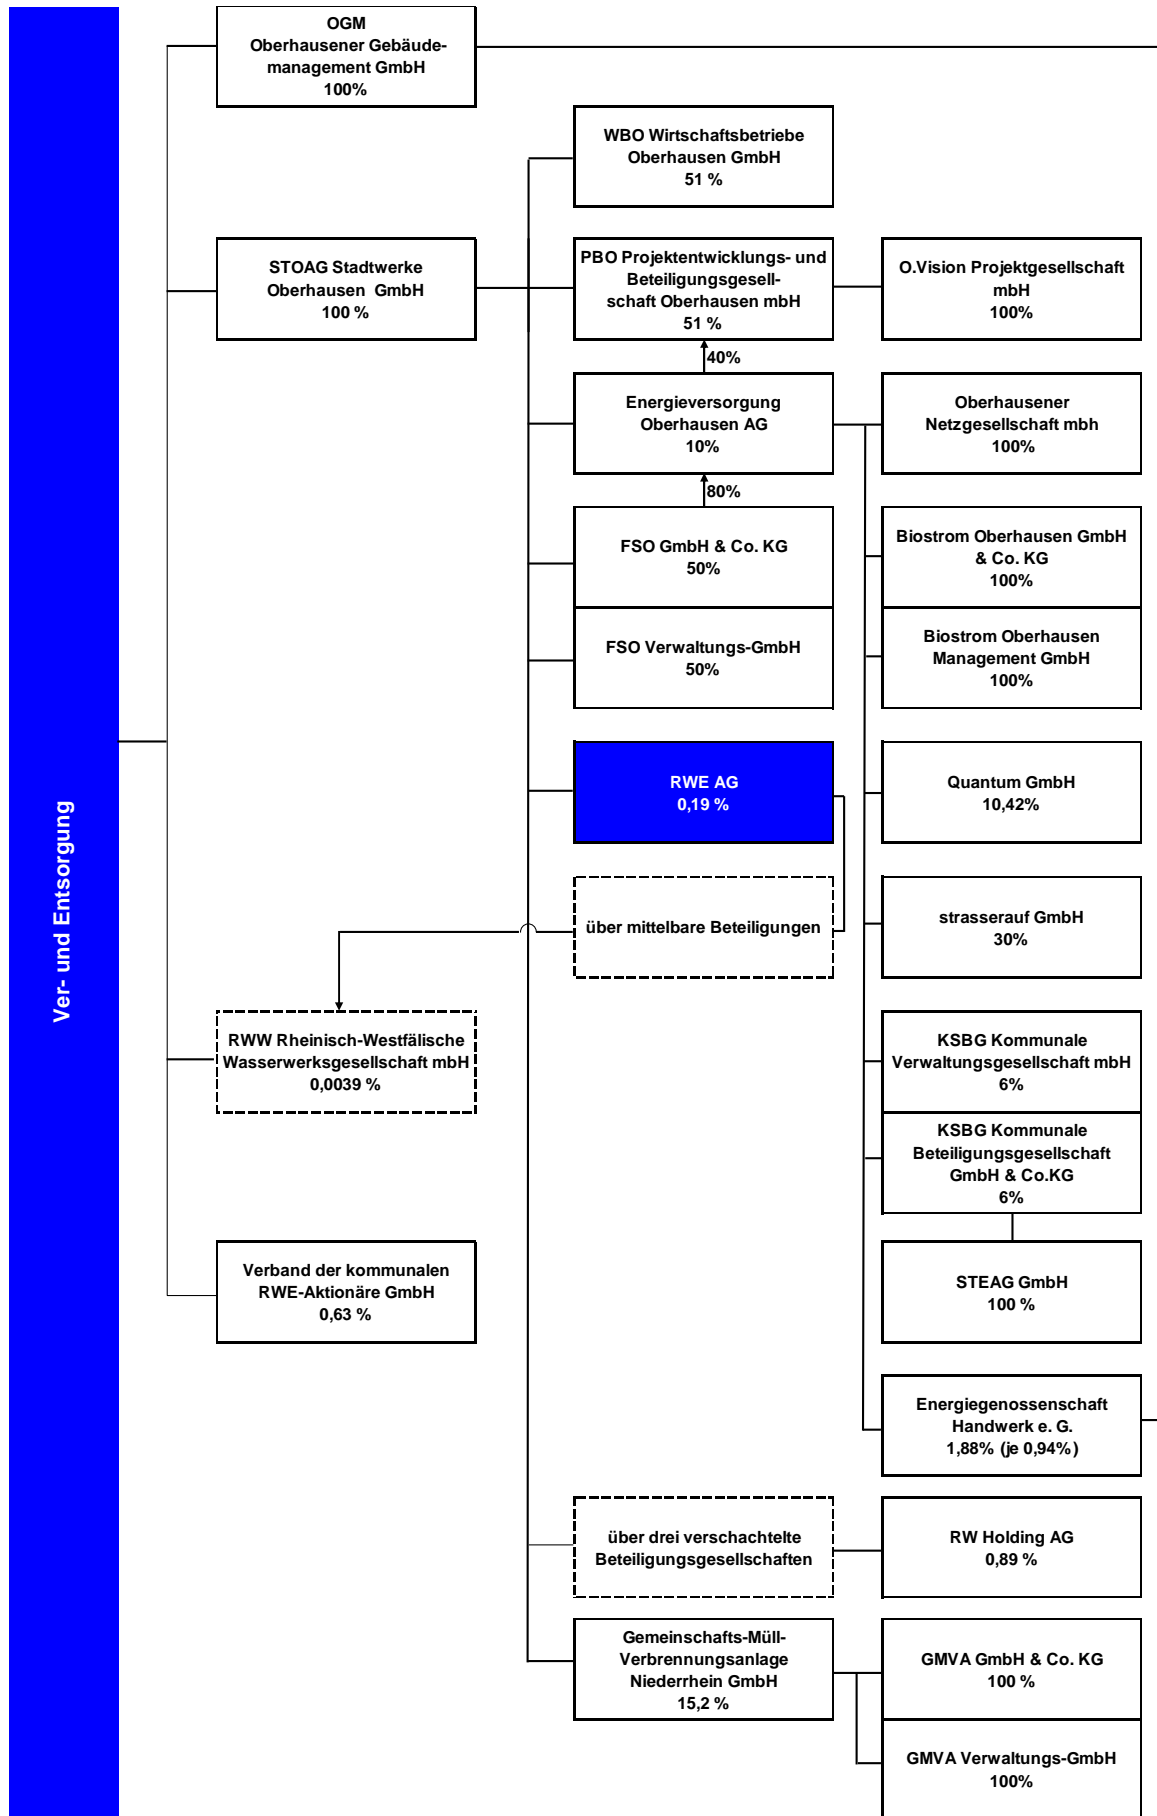 Ver- und Entsorgung
OGM
Oberhausener Gebäude-
management GmbH
100%
WBO Wirtschaftsbetriebe
Oberhausen GmbH
51 %
STOAG Stadtwerke
Oberhausen GmbH
100 %
PBO Projektentwicklungs- und
Beteiligungsgesell-
schaft Oberhausen mbH
51 %
O.Vision Projektgesellschaft
mbH
100%
40%
Energieversorgung
Oberhausen AG
10%
Oberhausener
Netzgesellschaft mbh
100%
80%
FSO GmbH & Co. KG
50%
Biostrom Oberhausen GmbH
& Co. KG
100%
FSO Verwaltungs-GmbH
50%
Biostrom Oberhausen
Management GmbH
100%
RWE AG
0,19 %
Quantum GmbH
10,42%
über mittelbare Beteiligungen
strasserauf GmbH
30%
RWW Rheinisch-Westfälische
Wasserwerksgesellschaft mbH
0,0039 %
KSBG Kommunale
Verwaltungsgesellschaft mbH
6%
KSBG Kommunale
Beteiligungsgesellschaft
GmbH & Co.KG
6%
Verband der kommunalen
RWE-Aktionäre GmbH
0,63 %
STEAG GmbH
100 %
Energiegenossenschaft
Handwerk e. G.
1,88% (je 0,94%)
über drei verschachtelte
Beteiligungsgesellschaften
RW Holding AG
0,89 %
Gemeinschafts-Müll-
Verbrennungsanlage
Niederrhein GmbH
15,2 %
GMVA GmbH & Co. KG
100 %
GMVA Verwaltungs-GmbH
100%